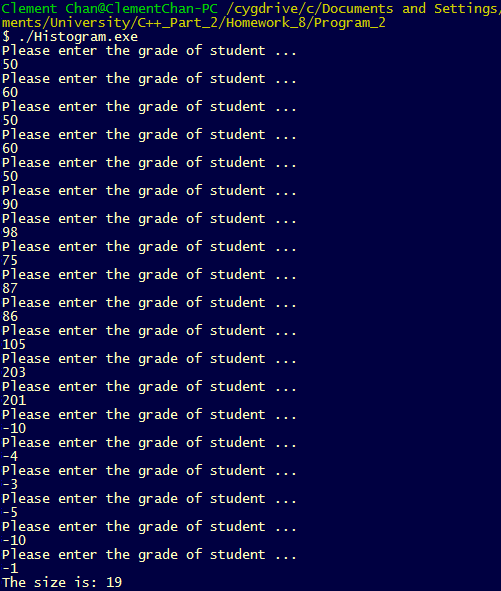 Clement Chan@ClementChan-PC /cygdrive/c/Documents and Settings/
ments/University/C++_Part_2/Homework_8/Program_2
$ ./Histogram.exe
Please enter the grade of student ...
50
Please enter the grade of student ...
60
Please enter the grade of student ...
50
Please enter the grade of student ...
60
Please enter the grade of student ...
50
Please enter the grade of student ...
90
Please enter the grade of student ...
98
Please enter the grade of student ...
75
Please enter the grade of student ...
87
Please enter the grade of student ...
86
Please enter the grade of student ...
105
Please enter the grade of student ...
203
Please enter the grade of student ...
201
Please enter the grade of student ...
-10
Please enter the grade of student ...
-4
Please enter the grade of student ...
-3
Please enter the grade of student ...
-5
Please enter the grade of student ...
-10
Please enter the grade of student ...
-1
The size is: 19